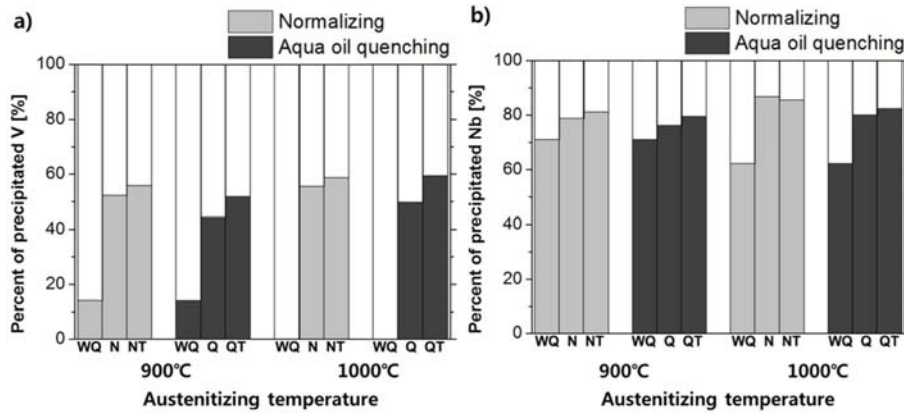 a)
Normalizing
Aqua oil quenching
Percent of precipitated V [%]
100
80
60
40
20
0
WQ N NT WQ Q QT WQ N NT WQ Q QT
900℃ 1000℃
Austenitizing temperature
b)
Normalizing
Aqua oil quenching
Percent of precipitated Nb [%]
100
80
60
40
20
0
WQ N NT WQ Q QT WQ N NT WQ Q QT
900℃ 1000℃
Austenitizing temperature